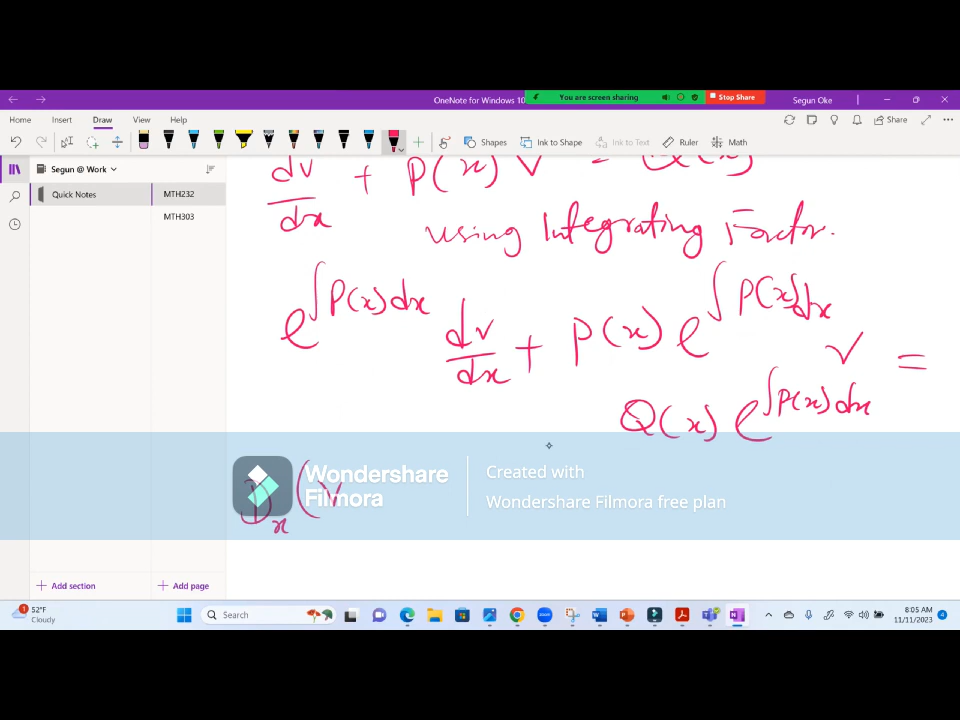 OneNote for Windows 10
You are screen sharing
Stop Share
Segun Oke
Home Insert Draw View Help
Share
Shapes Ink to Shape Ink to Text Ruler Math
Segun @ Work
Quick Notes
MTH232
MTH303
dv/dx + P(x) v = Q(x)
using Integrating Factor.
e^∫P(x)dx dv/dx + P(x) e^∫P(x)dx v =
Q(x) e^∫P(x)dx
Wondershare
Filmora
Created with
Wondershare Filmora free plan
D_x (v
Add section
Add page
1
52°F
Cloudy
Search
8:05 AM
11/11/2023
4